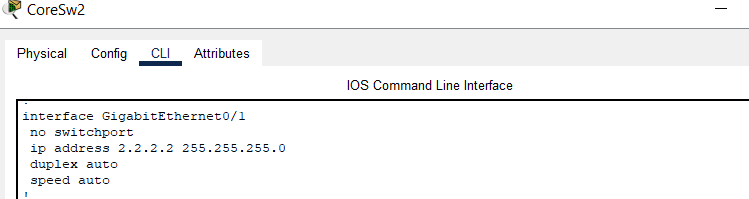 CoreSw2
Physical Config CLI Attributes
IOS Command Line Interface
!
interface GigabitEthernet0/1
no switchport
ip address 2.2.2.2 255.255.255.0
duplex auto
speed auto
!